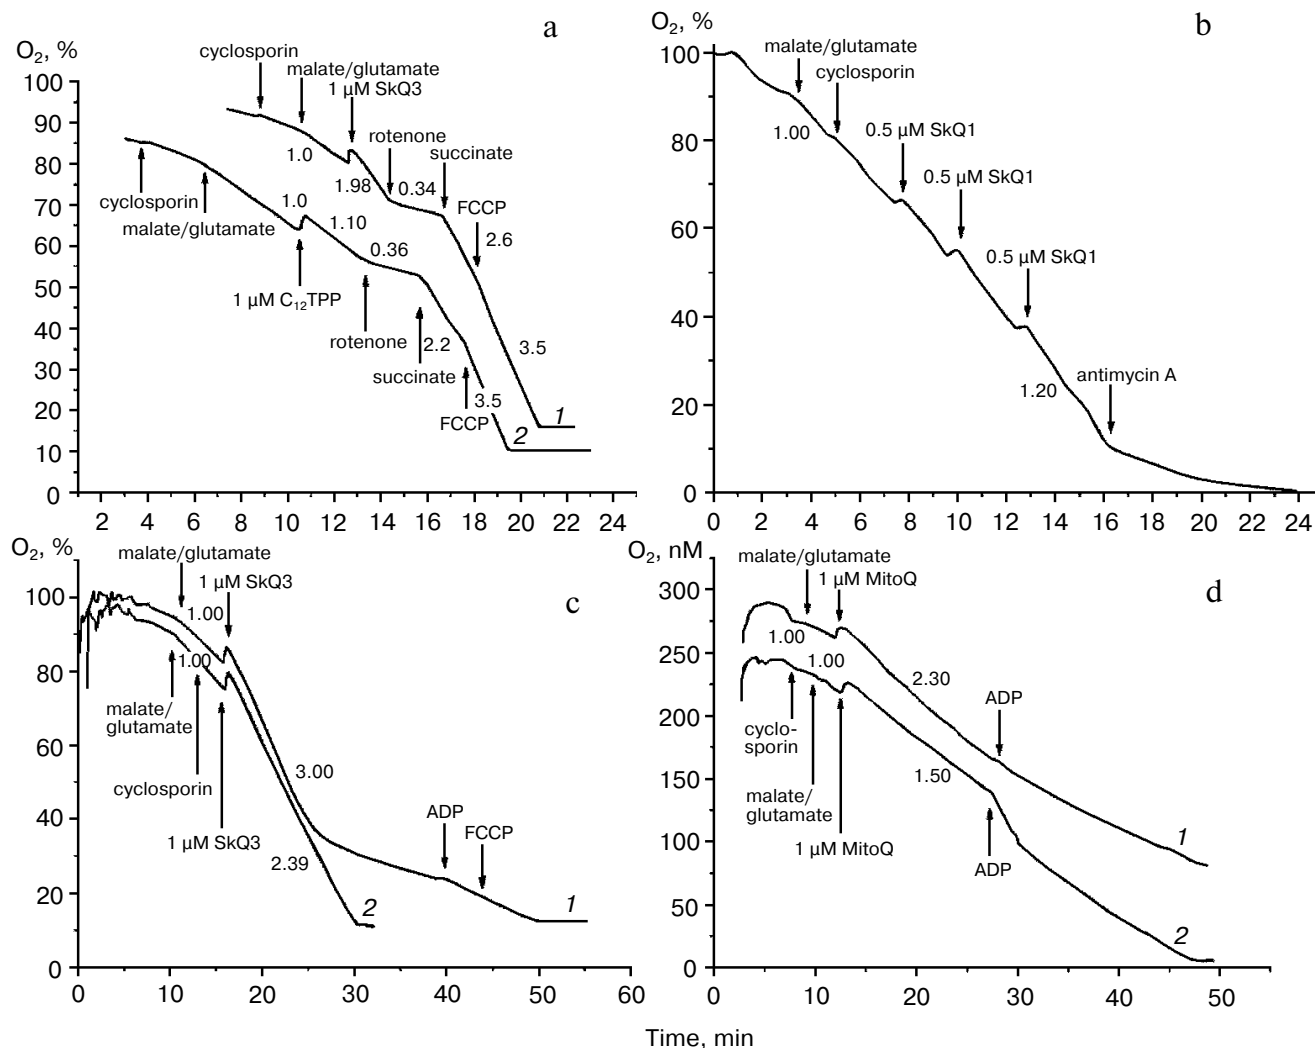 a
O₂, %
cyclosporin
malate/glutamate
1 μM SkQ3
rotenone
succinate
FCCP
1.0
1.98
0.34
2.6
3.5
1
cyclosporin
malate/glutamate
1.0
1.10
0.36
1 μM C₁₂TPP
rotenone
succinate
2.2
FCCP
3.5
2
100
90
80
70
60
50
40
30
20
10
0
2 4 6 8 10 12 14 16 18 20 22 24
b
O₂, %
malate/glutamate
cyclosporin
0.5 μM SkQ1
0.5 μM SkQ1
0.5 μM SkQ1
antimycin A
1.00
1.20
100
80
60
40
20
0
0 2 4 6 8 10 12 14 16 18 20 22 24
c
O₂, %
malate/glutamate
1 μM SkQ3
1.00
1.00
malate/
glutamate
cyclosporin
1 μM SkQ3
3.00
2.39
ADP
FCCP
1
2
100
80
60
40
20
0
0 10 20 30 40 50 60
d
O₂, nM
malate/glutamate
1 μM MitoQ
1.00
1.00
2.30
ADP
cyclo-
sporin
malate/
glutamate
1 μM MitoQ
1.50
ADP
1
2
300
250
200
150
100
50
0
0 10 20 30 40 50
Time, min